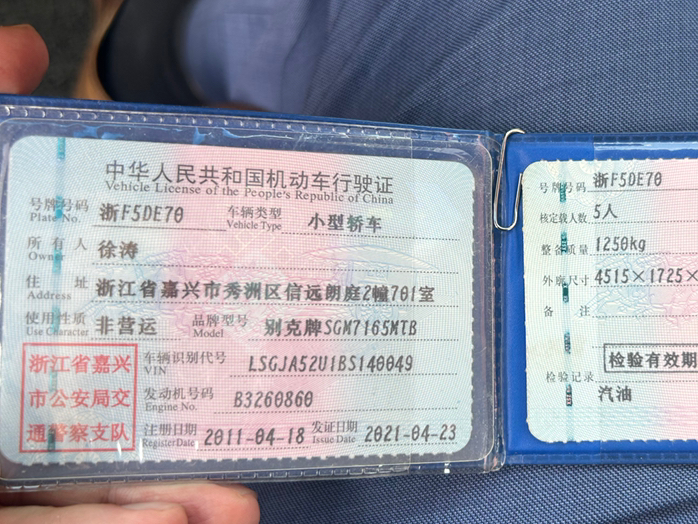 中华人民共和国机动车行驶证
Vehicle License of the People's Republic of China
号牌号码 浙F5DE70 车辆类型 小型轿车
Plate No. Vehicle Type
所有人 徐涛
Owner
住址 浙江省嘉兴市秀洲区信远朗庭2幢701室
Address
使用性质 非营运 品牌型号 别克牌SGM7165MTB
Use Character Model
浙江省嘉兴
市公安局交
通警察支队
车辆识别代号 LSGJA52U1BS140049
VIN
发动机号码 B3260860
Engine No.
注册日期 2011-04-18 发证日期 2021-04-23
Register Date Issue Date
号牌号码 浙F5DE70
核定载人数 5人
整备质量 1250kg
外廓尺寸 4515×1725×
备注
检验有效期
检验记录
汽油